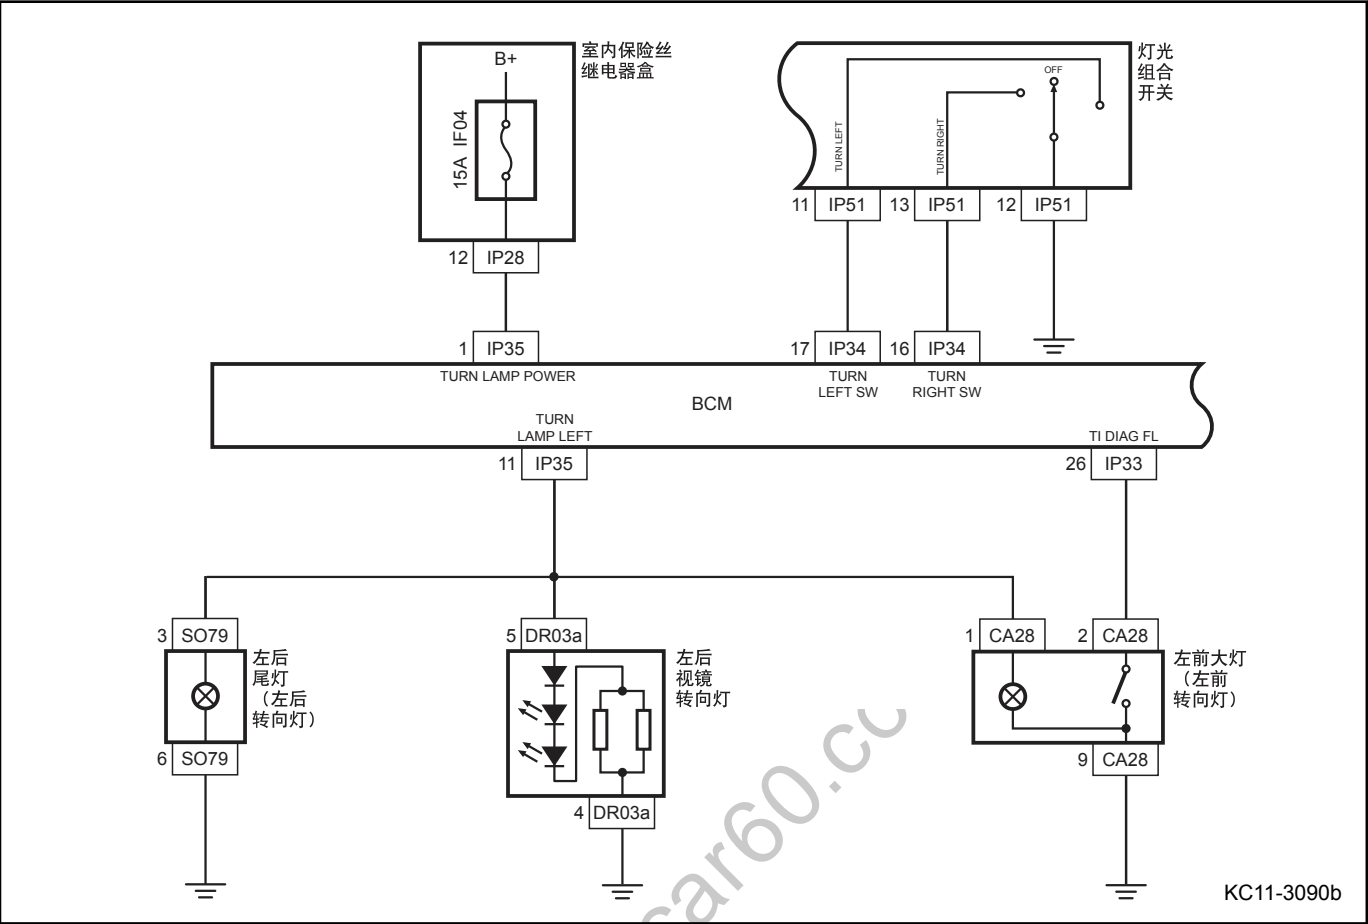 室内保险丝
继电器盒
B+
15A IF04
12 IP28
灯光
组合
开关
OFF
TURN LEFT
TURN RIGHT
11 IP51
13 IP51
12 IP51
1 IP35
17 IP34
16 IP34
TURN LAMP POWER
TURN
LEFT SW
TURN
RIGHT SW
BCM
TURN
LAMP LEFT
TI DIAG FL
11 IP35
26 IP33
3 SO79
左后
尾灯
（左后
转向灯）
6 SO79
5 DR03a
左后
视镜
转向灯
4 DR03a
1 CA28
2 CA28
左前大灯
（左前
转向灯）
9 CA28
car60.cc
KC11-3090b